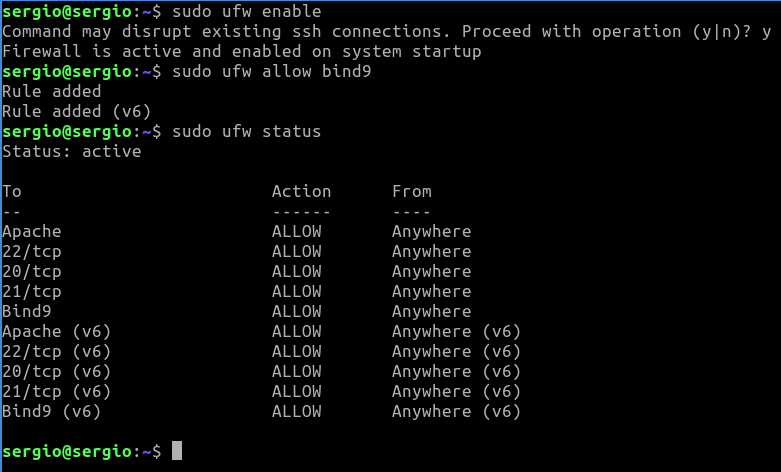 sergio@sergio:~$ sudo ufw enable
Command may disrupt existing ssh connections. Proceed with operation (y|n)? y
Firewall is active and enabled on system startup
sergio@sergio:~$ sudo ufw allow bind9
Rule added
Rule added (v6)
sergio@sergio:~$ sudo ufw status
Status: active

To                         Action      From
--                         ------      ----
Apache                     ALLOW       Anywhere
22/tcp                     ALLOW       Anywhere
20/tcp                     ALLOW       Anywhere
21/tcp                     ALLOW       Anywhere
Bind9                      ALLOW       Anywhere
Apache (v6)                ALLOW       Anywhere (v6)
22/tcp (v6)                ALLOW       Anywhere (v6)
20/tcp (v6)                ALLOW       Anywhere (v6)
21/tcp (v6)                ALLOW       Anywhere (v6)
Bind9 (v6)                 ALLOW       Anywhere (v6)

sergio@sergio:~$